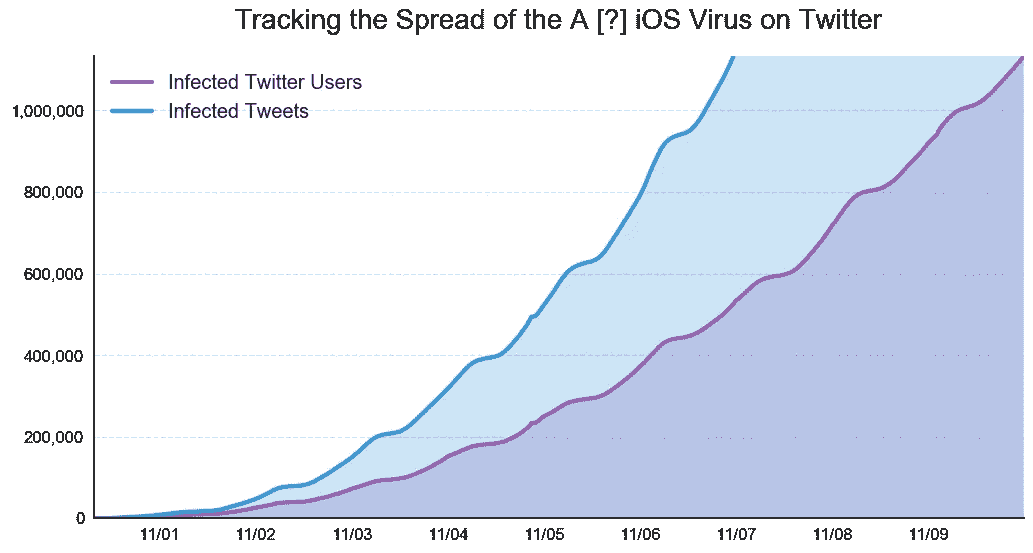 Tracking the Spread of the A [?] iOS Virus on Twitter
Infected Twitter Users
Infected Tweets
1,000,000
800,000
600,000
400,000
200,000
0
11/01 11/02 11/03 11/04 11/05 11/06 11/07 11/08 11/09